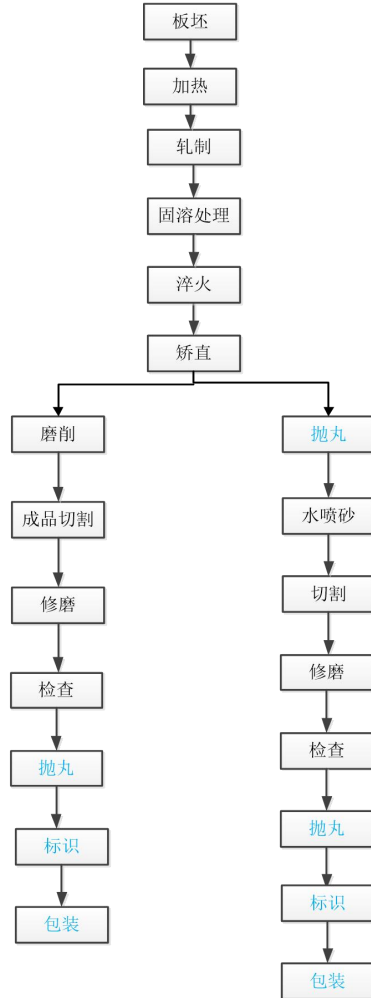 板坯
加热
轧制
固溶处理
淬火
矫直
磨削
成品切割
修磨
检查
抛丸
标识
包装
抛丸
水喷砂
切割
修磨
检查
抛丸
标识
包装